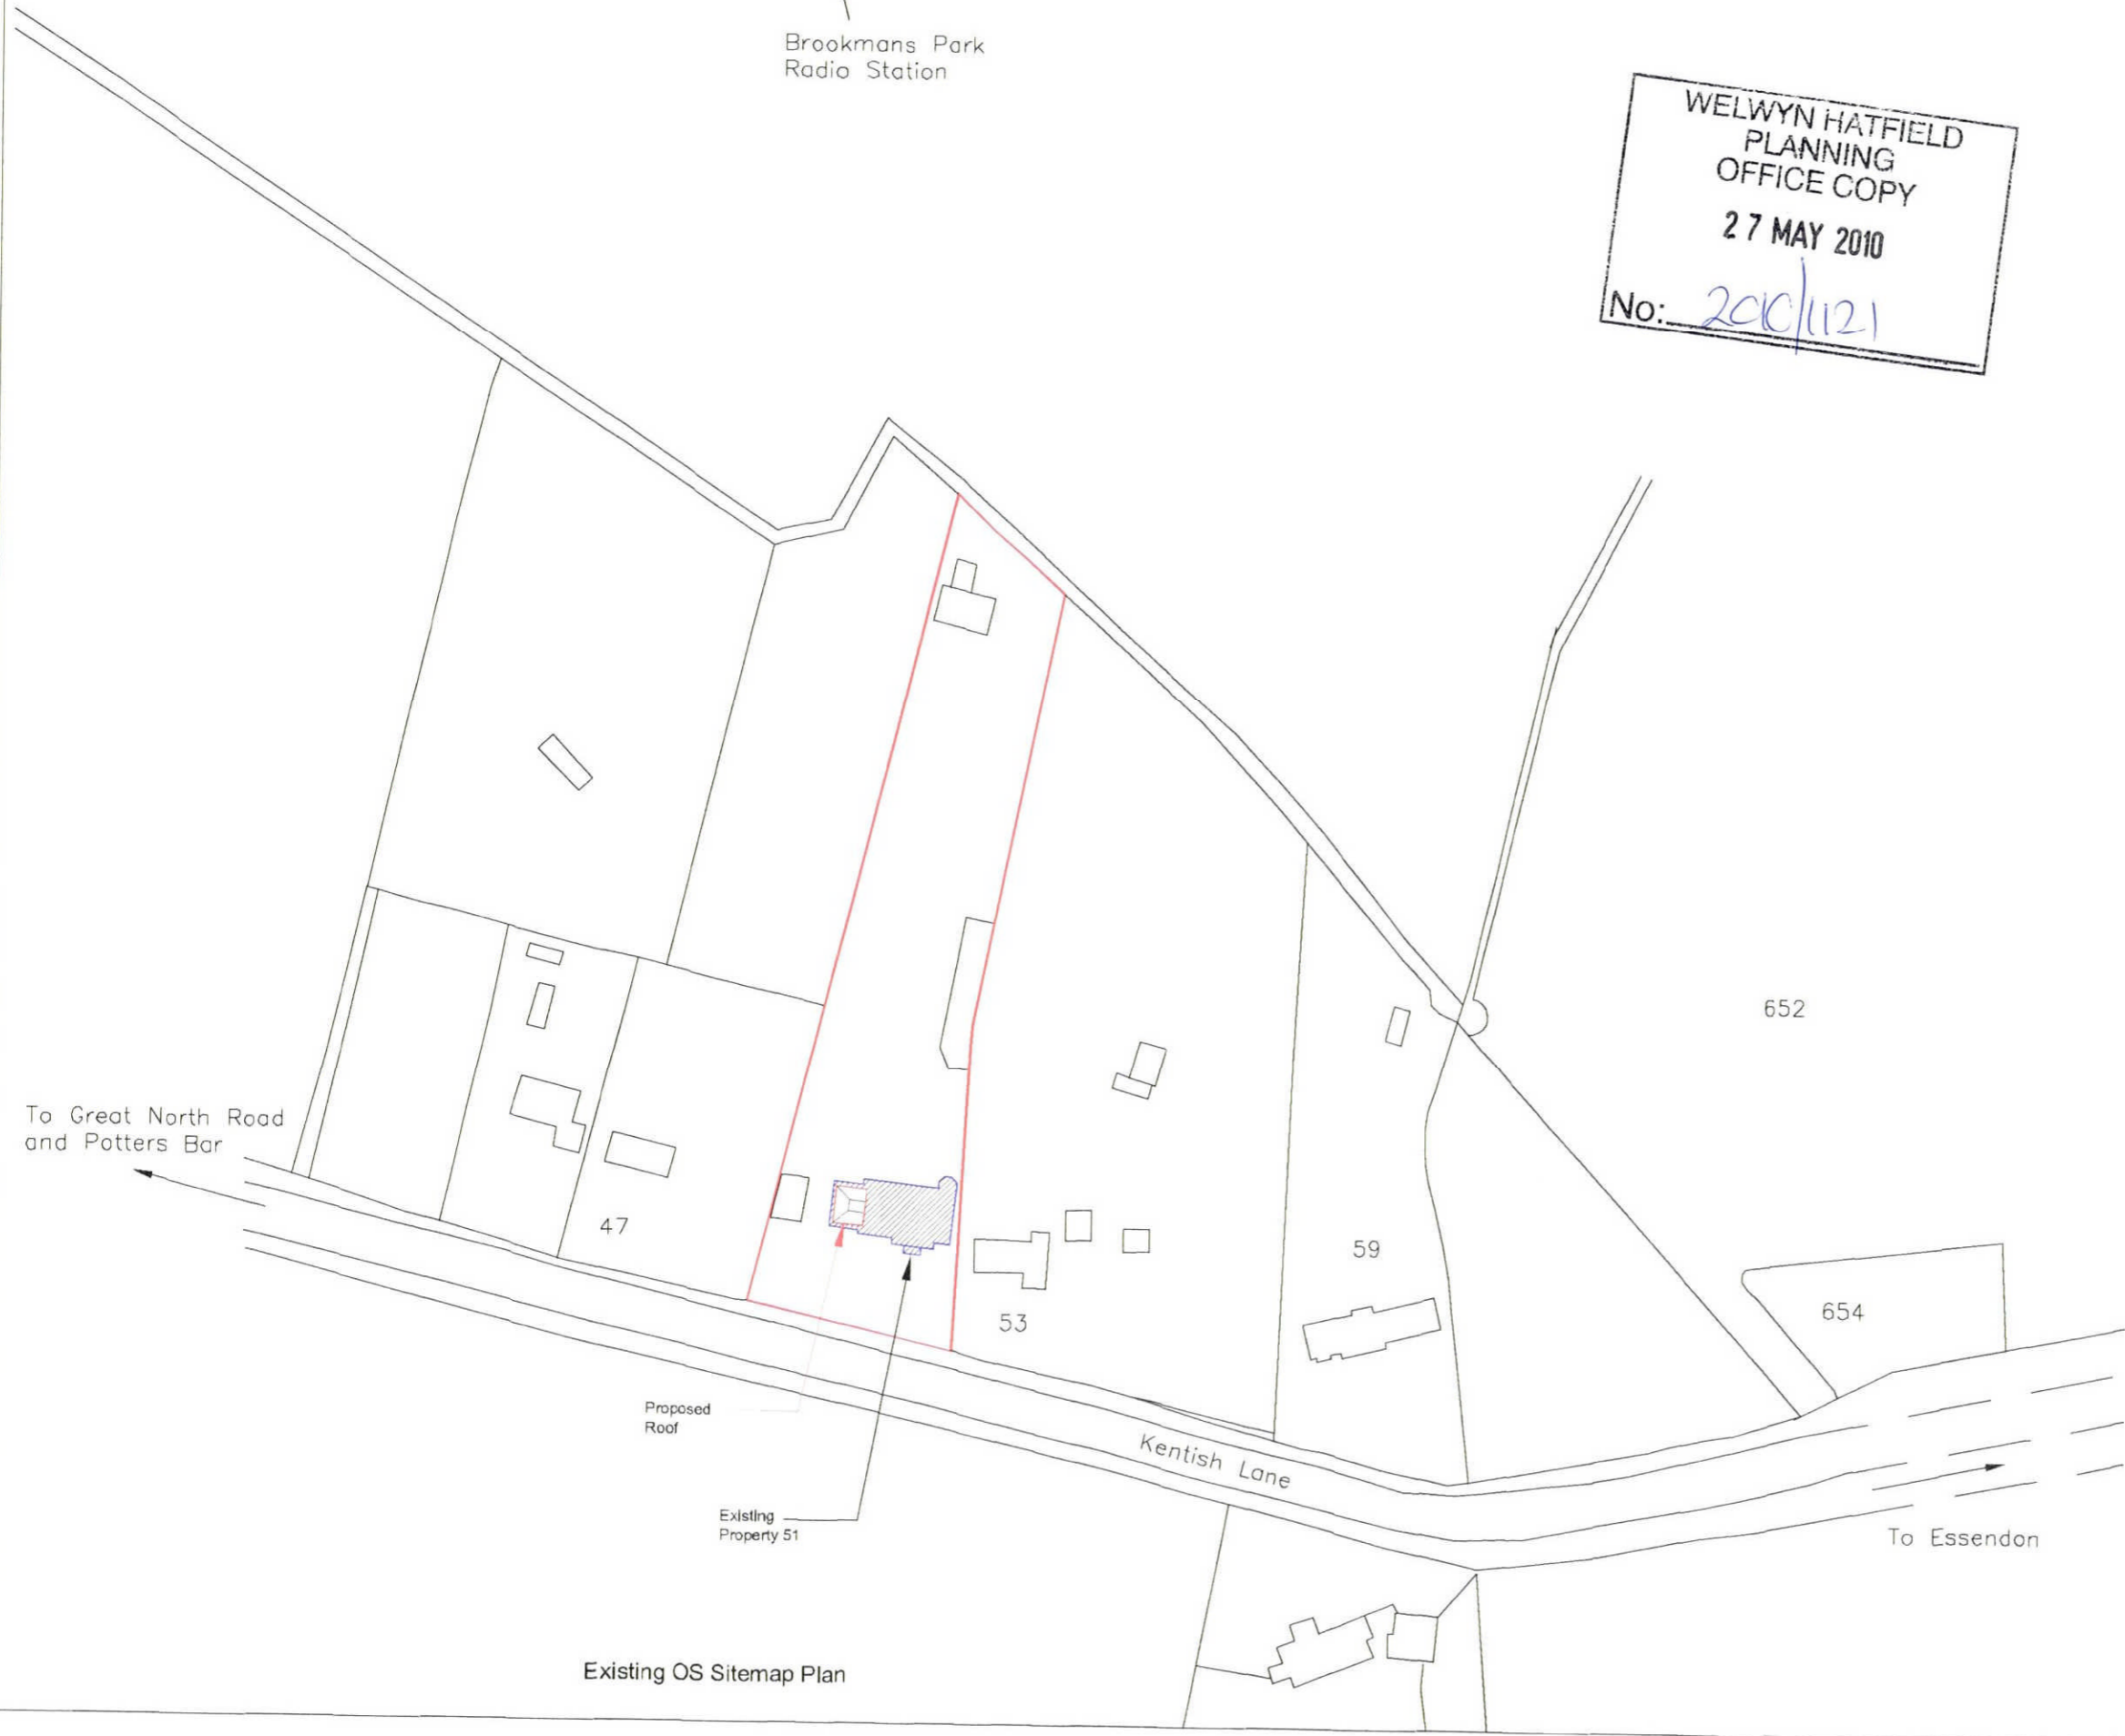 Brookmans Park
Radio Station
WELWYN HATFIELD
PLANNING
OFFICE COPY
27 MAY 2010
No: 2010/1121
652
To Great North Road
and Potters Bar
47
59
654
53
Proposed
Roof
Kentish Lane
Existing
Property 51
To Essendon
Existing OS Sitemap Plan